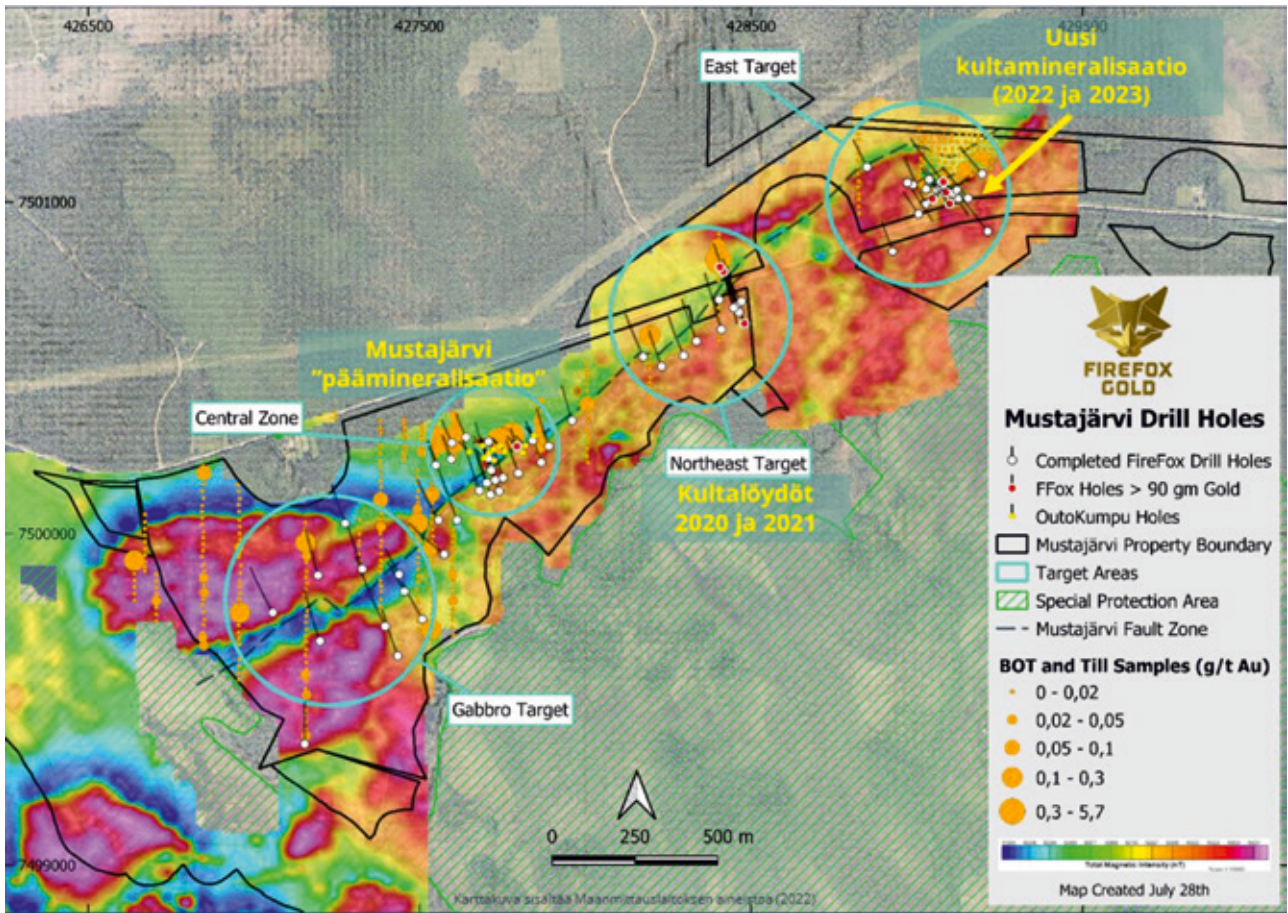 426500
427500
428500
429500
7501000
7500000
7499000
Uusi
kultamineralisaatio
(2022 ja 2023)
East Target
Mustajärvi
”päämineralisaatio”
Central Zone
Northeast Target
Kultalöydöt
2020 ja 2021
Gabbro Target
0 250 500 m
Karttakuva sisältää Maanmittauslaitoksen aineistoa (2022)
FIREFOX
GOLD
Mustajärvi Drill Holes
Completed FireFox Drill Holes
FFox Holes > 90 gm Gold
OutoKumpu Holes
Mustajärvi Property Boundary
Target Areas
Special Protection Area
Mustajärvi Fault Zone
BOT and Till Samples (g/t Au)
0 - 0,02
0,02 - 0,05
0,05 - 0,1
0,1 - 0,3
0,3 - 5,7
Total Magnetic Intensity (nT)
Map Created July 28th